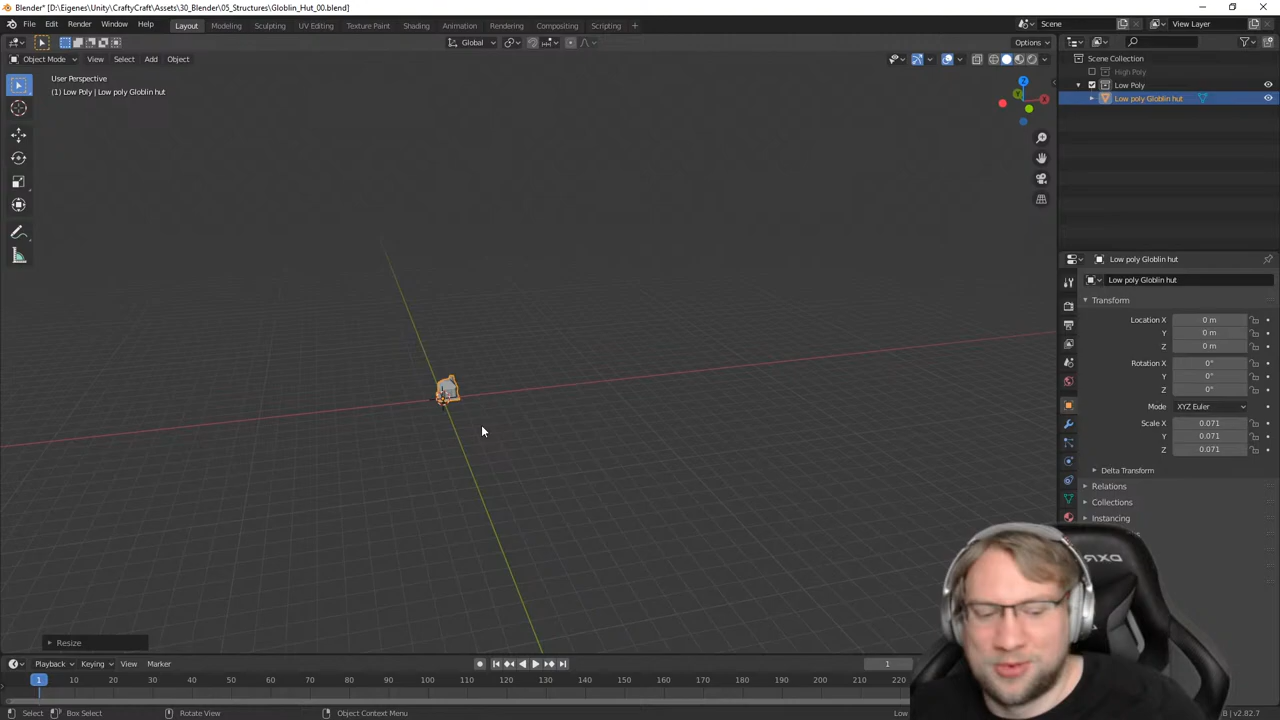 Blender* [D:\Eigenes\Unity\CraftyCraft\Assets\30_Blender\05_Structures\Globlin_Hut_00.blend]
File Edit Render Window Help Layout Modeling Sculpting UV Editing Texture Paint Shading Animation Rendering Compositing Scripting + Scene View Layer
Global Options
Object Mode View Select Add Object
User Perspective
(1) Low Poly | Low poly Globlin hut
Scene Collection
High Poly
Low Poly
Low poly Globlin hut
Z
Y
X
Low poly Globlin hut
Low poly Globlin hut
Transform
Location X 0 m
Y 0 m
Z 0 m
Rotation X 0°
Y 0°
Z 0°
Mode XYZ Euler
Scale X 0.071
Y 0.071
Z 0.071
Delta Transform
Relations
Collections
Instancing
DXR
Resize
Playback Keying View Marker 1
1 10 20 30 40 50 60 70 80 90 100 110 120 130 140 150 160 170 180 190 200 210 220
Select Box Select Rotate View Object Context Menu Low v2.82.7